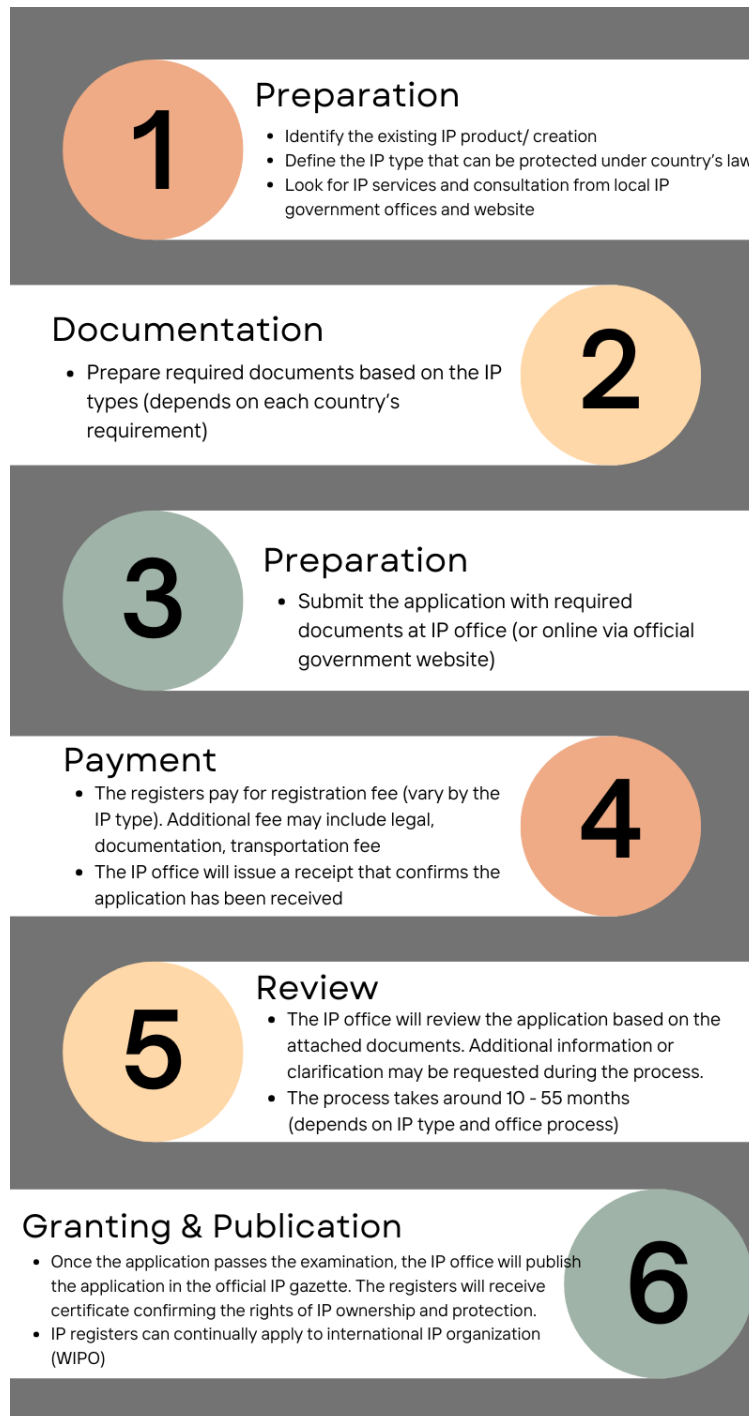 1
Preparation
• Identify the existing IP product/ creation
• Define the IP type that can be protected under country's law
• Look for IP services and consultation from local IP
government offices and website
Documentation
2
• Prepare required documents based on the IP
types (depends on each country's
requirement)
3
Preparation
• Submit the application with required
documents at IP office (or online via official
government website)
Payment
4
• The registers pay for registration fee (vary by the
IP type). Additional fee may include legal,
documentation, transportation fee
• The IP office will issue a receipt that confirms the
application has been received
5
Review
• The IP office will review the application based on the
attached documents. Additional information or
clarification may be requested during the process.
• The process takes around 10 - 55 months
(depends on IP type and office process)
Granting & Publication
6
• Once the application passes the examination, the IP office will publish
the application in the official IP gazette. The registers will receive
certificate confirming the rights of IP ownership and protection.
• IP registers can continually apply to international IP organization
(WIPO)